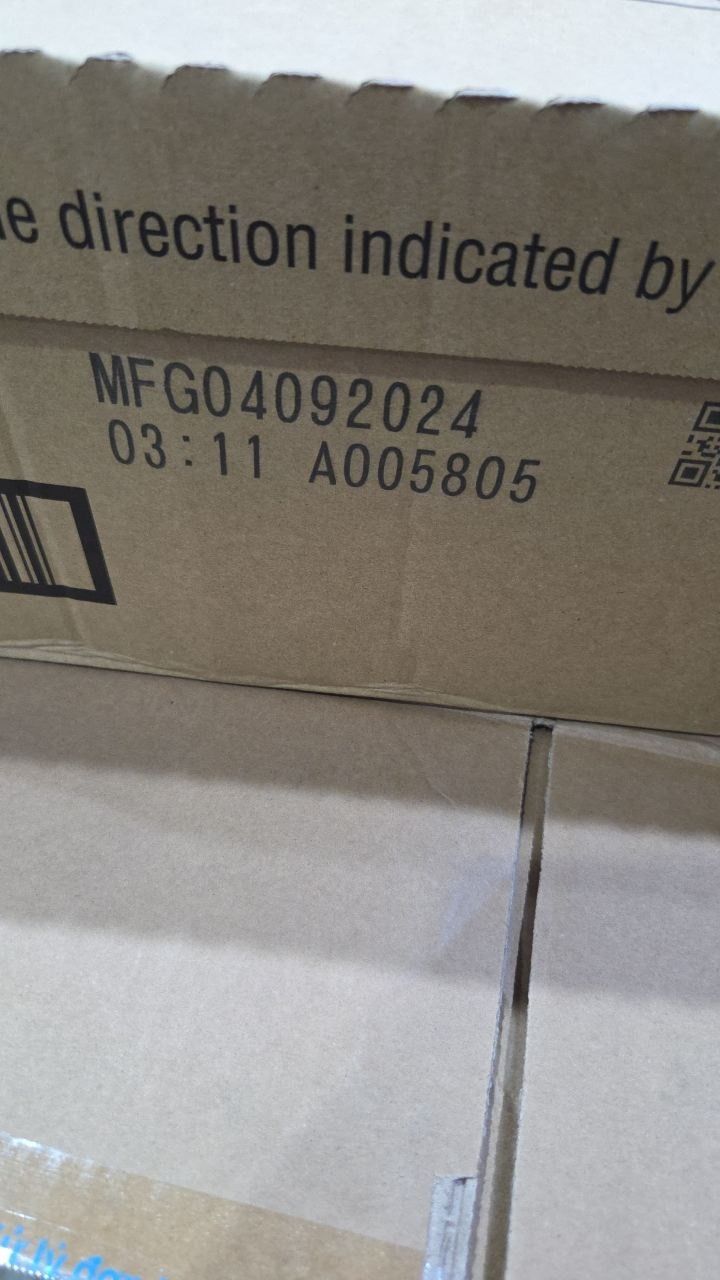 direction indicated by
MFG04092024
03:11 A005805